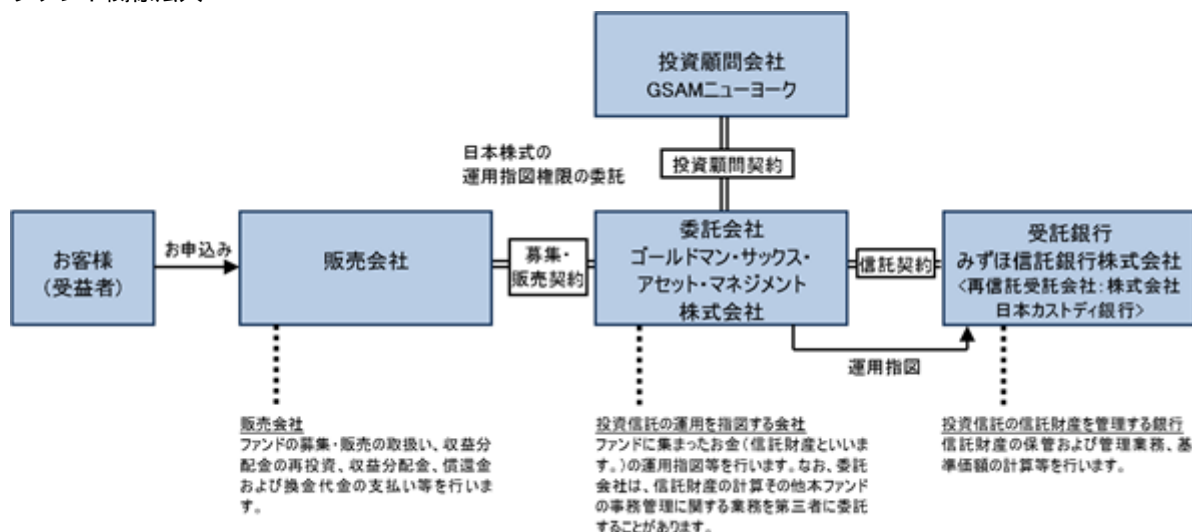 投資顧問会社
GSAMニューヨーク
日本株式の
運用指図権限の委託
投資顧問契約
お客様
(受益者)
お申込み
販売会社
募集・
販売契約
委託会社
ゴールドマン・サックス・
アセット・マネジメント
株式会社
信託契約
受託銀行
みずほ信託銀行株式会社
<再信託受託会社:株式会社
日本カストディ銀行>
運用指図
販売会社
ファンドの募集・販売の取扱い、収益分
配金の再投資、収益分配金、償還金
および換金代金の支払い等を行いま
す。
投資信託の運用を指図する会社
ファンドに集まったお金(信託財産といいま
す。)の運用指図等を行います。なお、委託
会社は、信託財産の計算その他本ファンド
の事務管理に関する業務を第三者に委託
することがあります。
投資信託の信託財産を管理する銀行
信託財産の保管および管理業務、基
準価額の計算等を行います。